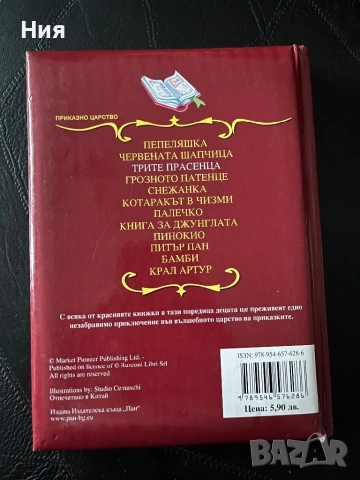 Ния
ПРИКАЗНО ЦАРСТВО
ПЕПЕЛЯШКА
ЧЕРВЕНАТА ШАПЧИЦА
ТРИТЕ ПРАСЕНЦА
ГРОЗНОТО ПАТЕНЦЕ
СНЕЖАНКА
КОТАРАКЪТ В ЧИЗМИ
ПАЛЕЧКО
КНИГА ЗА ДЖУНГЛАТА
ПИНОКИО
ПИТЪР ПАН
БАМБИ
КРАЛ АРТУР
С всяка от красивите книжки в тази поредица децата ще преживеят едно
незабравимо приключение във вълшебното царство на приказките.
© Market Pioneer Publishing Ltd. -
Published on licence of © Rusconi Libri Srl
All rights are reserved
Illustrations by: Studio Cernuschi
Отпечатано в Китай
Издава Издателска къща „Пан“
www.pan-bg.eu
ISBN: 978-954-657-628-6
9 789546 576286
Цена: 5,90 лв.
BAZAR